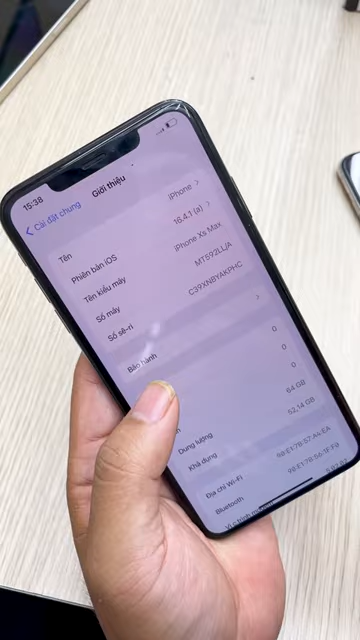 15:38
Cài đặt chung
Giới thiệu
Tên iPhone
Phiên bản iOS 16.4.1 (a)
Tên kiểu máy iPhone Xs Max
Số máy MT592LL/A
Số sê-ri C39XN8YAKPHC
Bảo hành
0
0
0
Dung lượng 64 GB
Khả dụng 52,14 GB
Địa chỉ Wi-Fi
Bluetooth